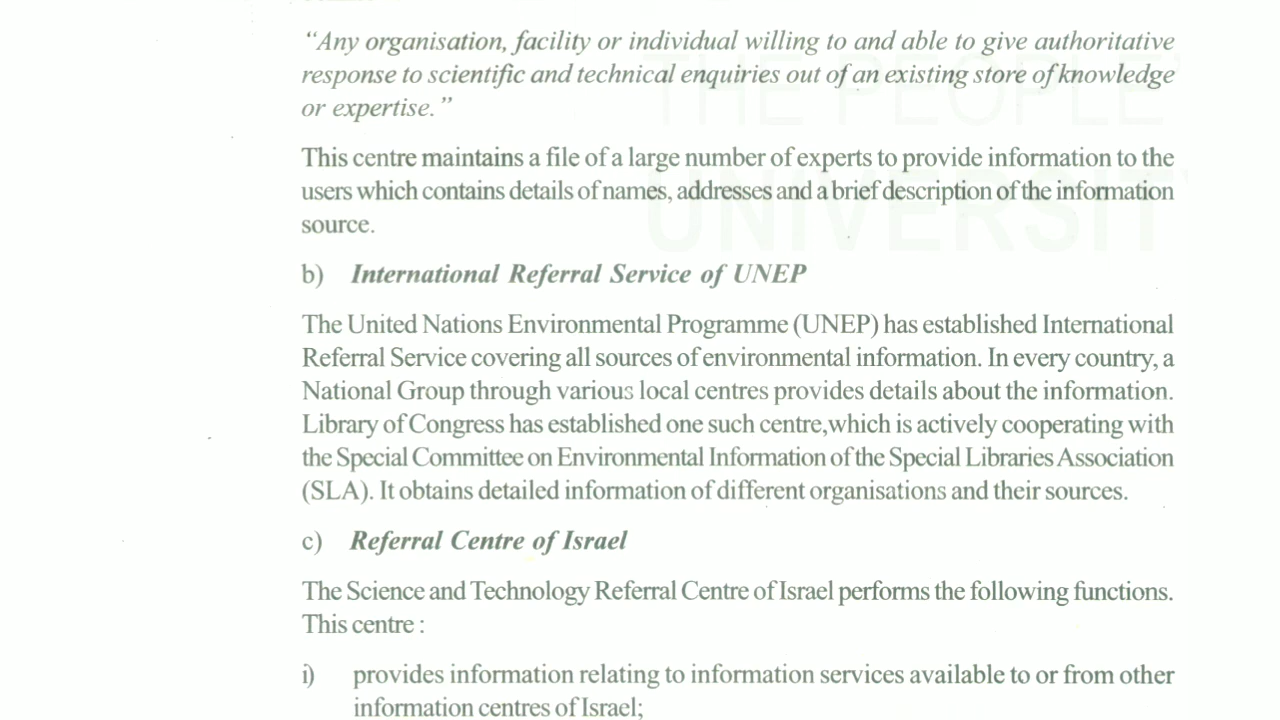 “Any organisation, facility or individual willing to and able to give authoritative
response to scientific and technical enquiries out of an existing store of knowledge
or expertise.”
THE PEOPLE'
This centre maintains a file of a large number of experts to provide information to the
users which contains details of names, addresses and a brief description of the information
source.
UNIVERSIT
b) International Referral Service of UNEP
The United Nations Environmental Programme (UNEP) has established International
Referral Service covering all sources of environmental information. In every country, a
National Group through various local centres provides details about the information.
Library of Congress has established one such centre,which is actively cooperating with
the Special Committee on Environmental Information of the Special Libraries Association
(SLA). It obtains detailed information of different organisations and their sources.
c) Referral Centre of Israel
The Science and Technology Referral Centre of Israel performs the following functions.
This centre :
i) provides information relating to information services available to or from other
information centres of Israel;